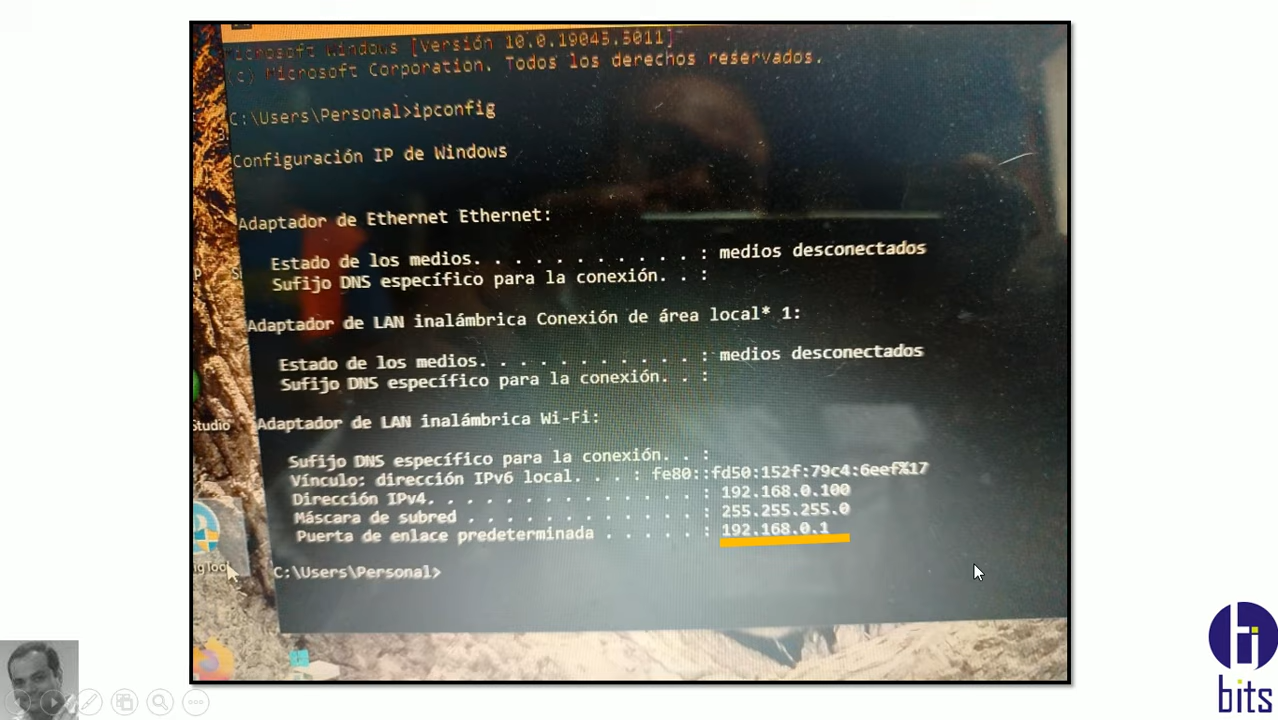 Microsoft Windows [Versión 10.0.19043.3011]
(c) Microsoft Corporation. Todos los derechos reservados.
C:\Users\Personal>ipconfig
Configuración IP de Windows
Adaptador de Ethernet Ethernet:
Estado de los medios. . . . . . . . . . . : medios desconectados
Sufijo DNS específico para la conexión. . :
Adaptador de LAN inalámbrica Conexión de área local* 1:
Estado de los medios. . . . . . . . . . . : medios desconectados
Sufijo DNS específico para la conexión. . :
Adaptador de LAN inalámbrica Wi-Fi:
Sufijo DNS específico para la conexión. . :
Vínculo: dirección IPv6 local. . . : fe80::fd50:152f:79c4:6eef%17
Dirección IPv4. . . . . . . . . . . . . . : 192.168.0.100
Máscara de subred . . . . . . . . . . . . : 255.255.255.0
Puerta de enlace predeterminada . . . . . : 192.168.0.1
C:\Users\Personal>
Studio
bits